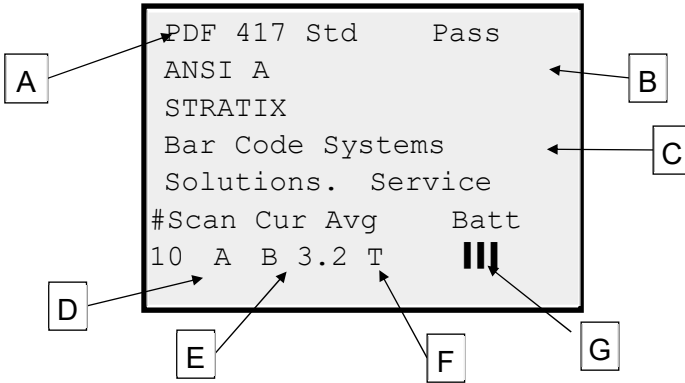 PDF 417 Std Pass
A
ANSI A
B
STRATIX
Bar Code Systems
C
Solutions. Service
#Scan Cur Avg Batt
10 A B 3.2 T
D
E
F
G